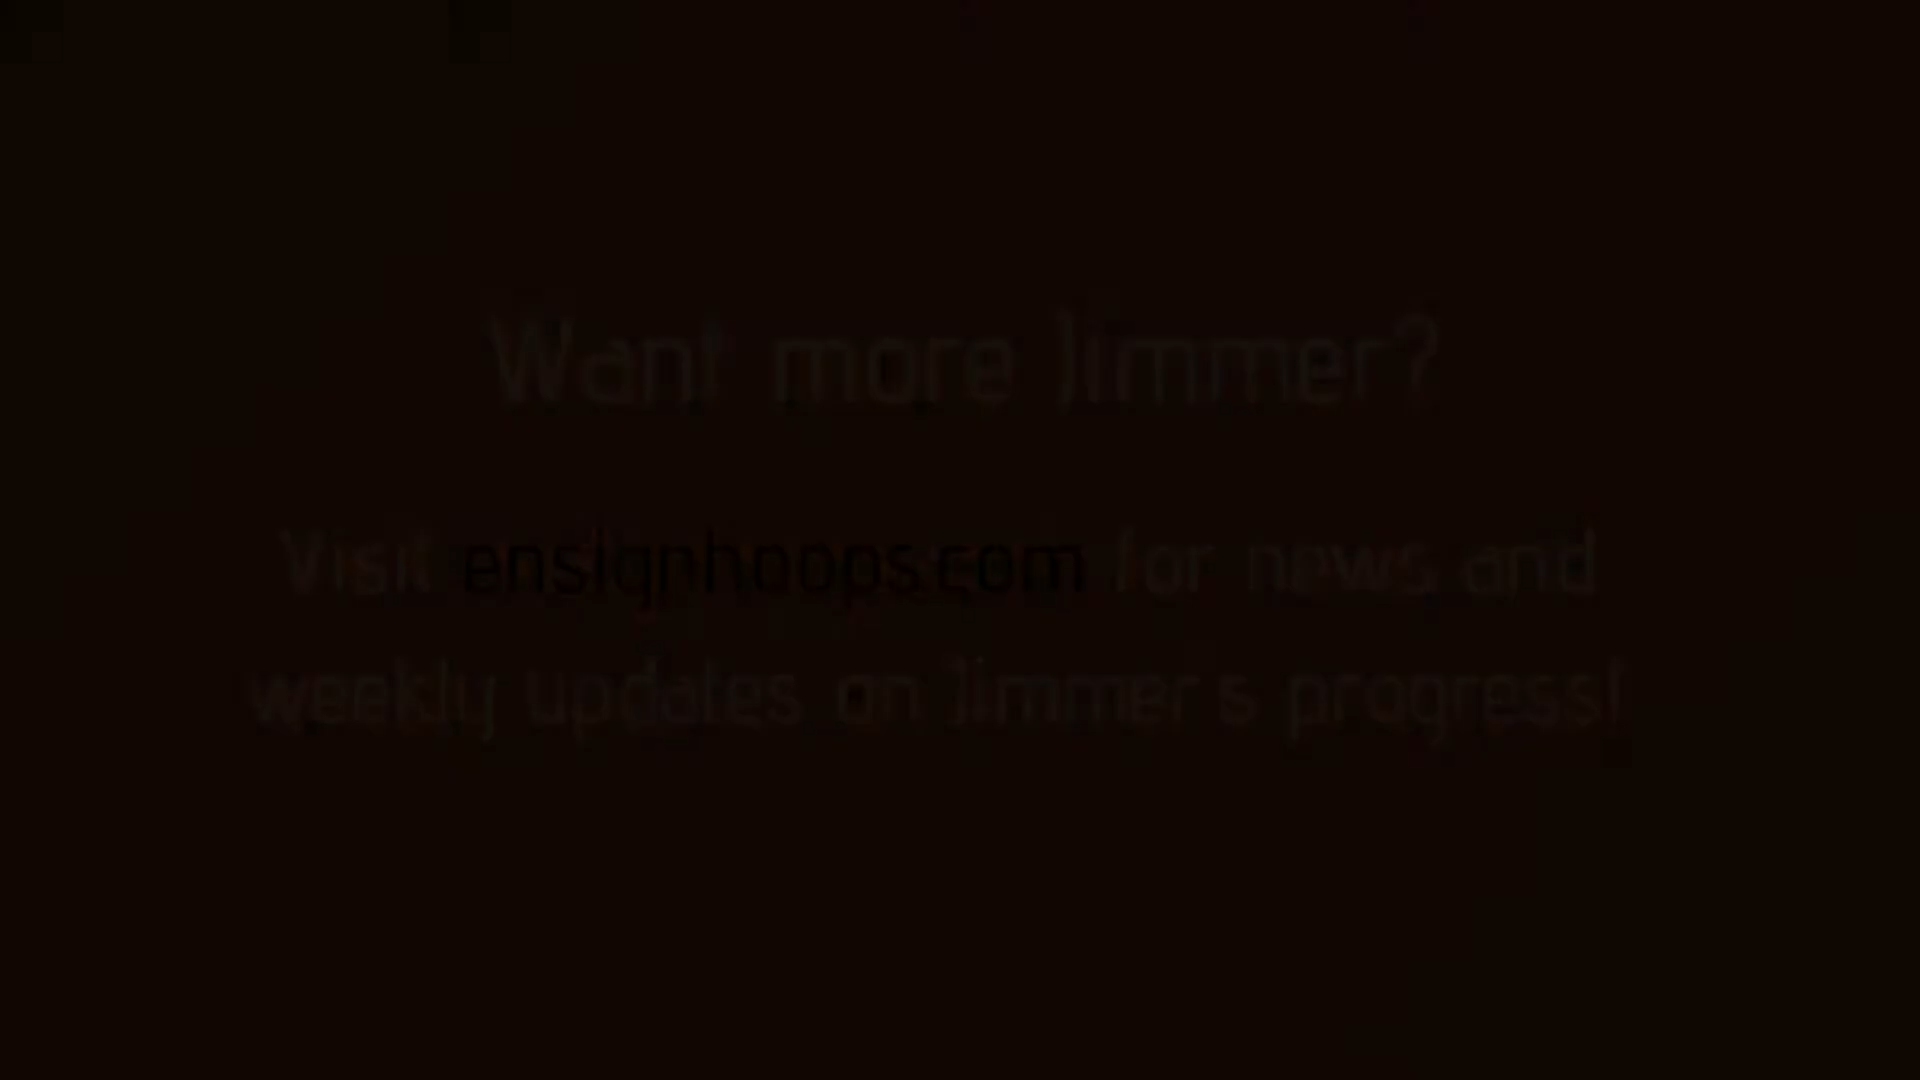 Want more Jimmer?
Visit ensignhoops.com for news and
weekly updates on Jimmer's progress!